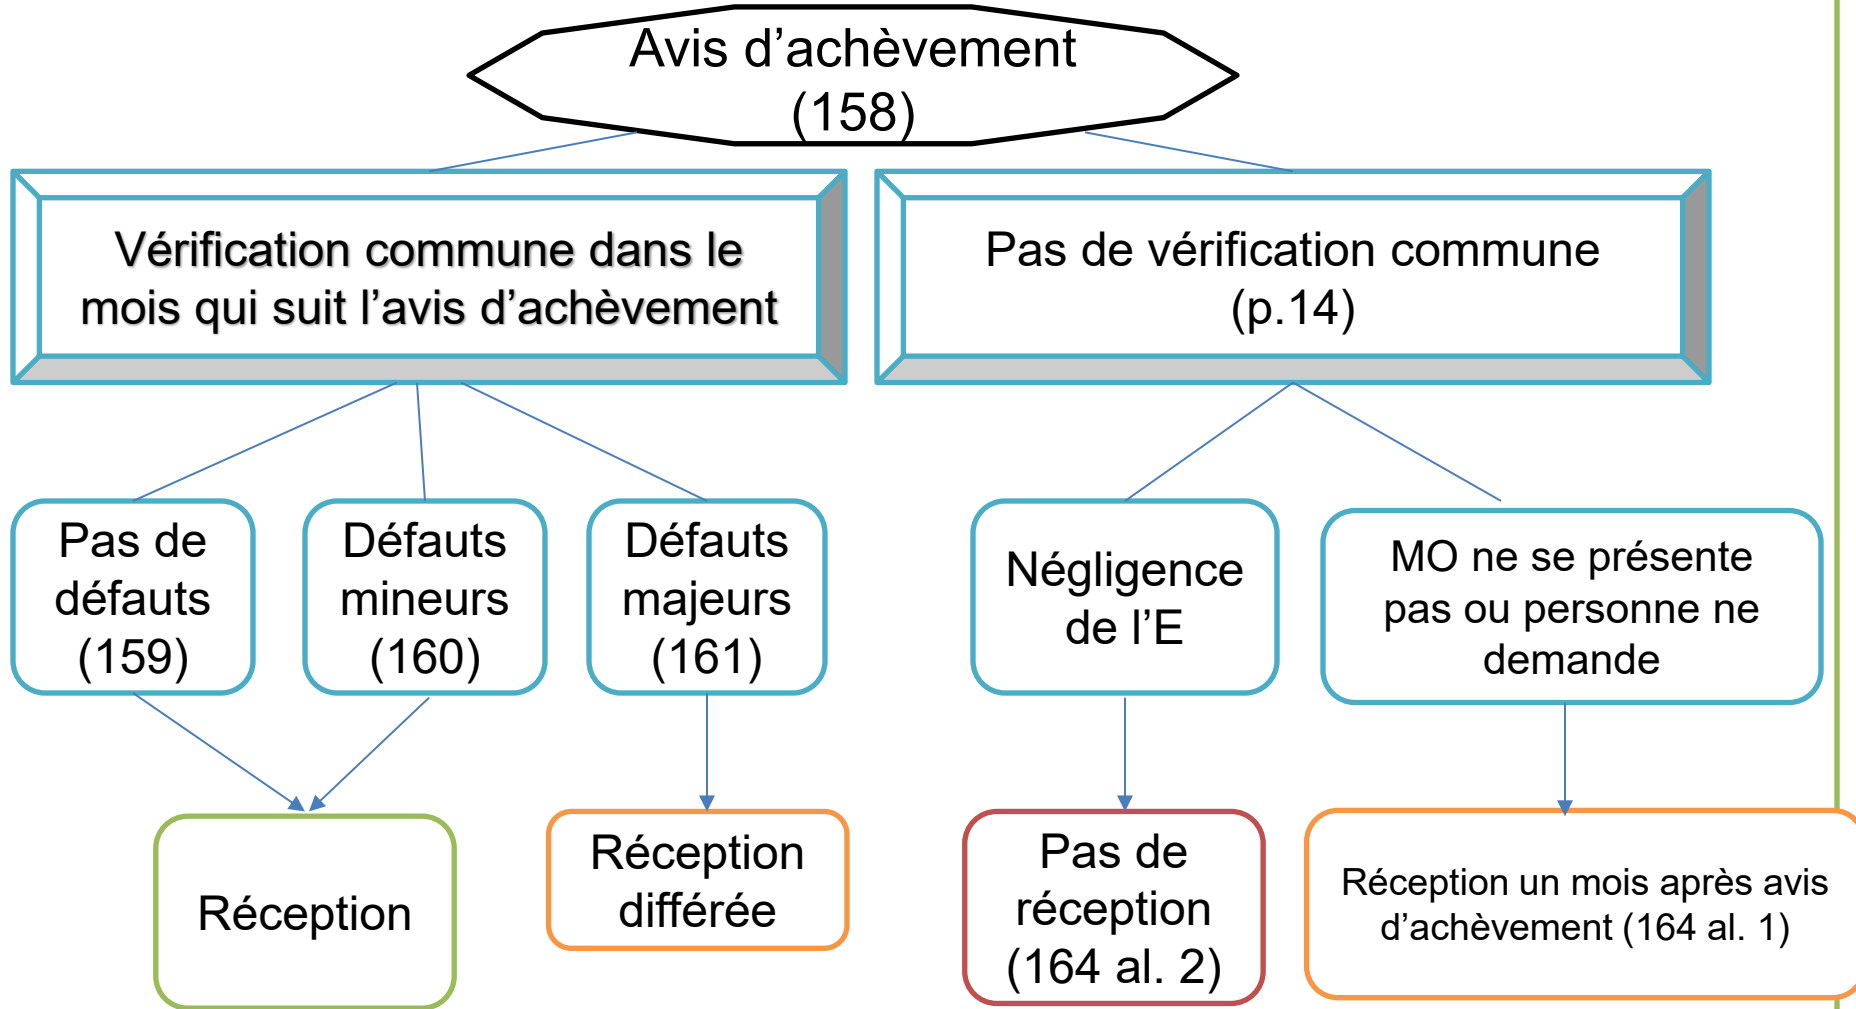 Avis d’achèvement
(158)
Vérification commune dans le
mois qui suit l’avis d’achèvement
Pas de vérification commune
(p.14)
Pas de
défauts
(159)
Défauts
mineurs
(160)
Défauts
majeurs
(161)
Négligence
de l’E
MO ne se présente
pas ou personne ne
demande
Réception
Réception
différée
Pas de
réception
(164 al. 2)
Réception un mois après avis
d’achèvement (164 al. 1)